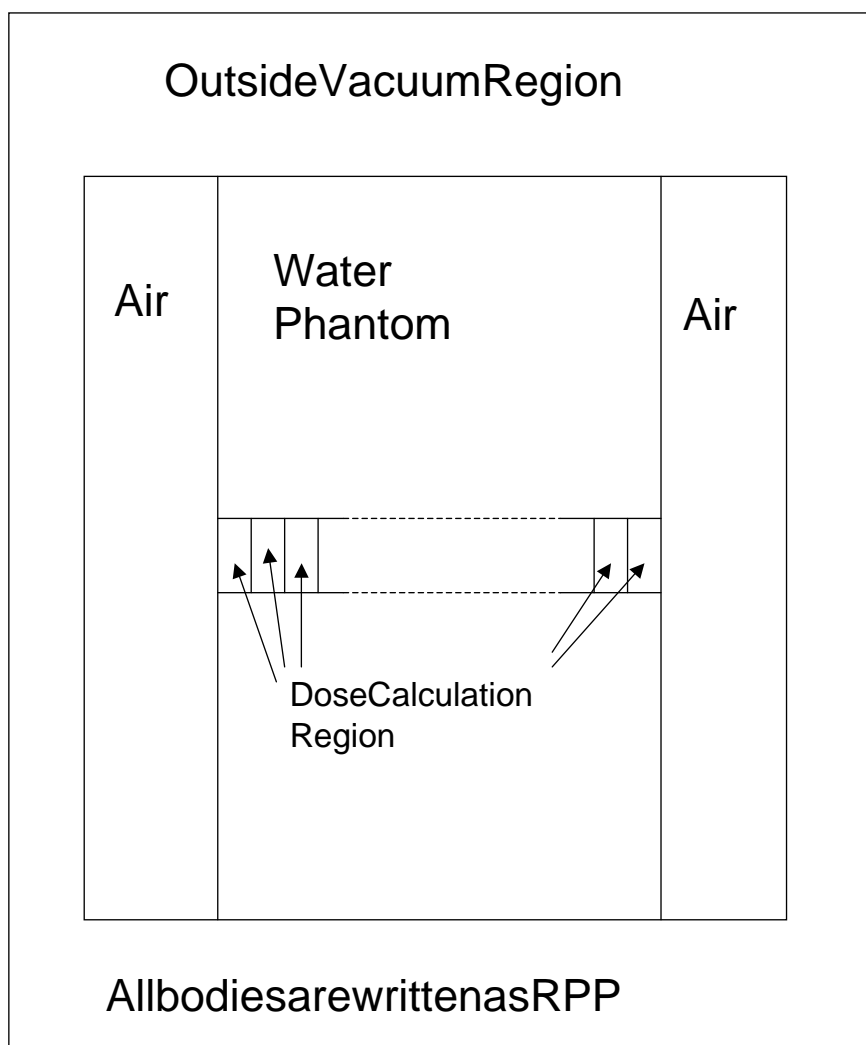 OutsideVacuumRegion
Air
Water
Phantom
Air
DoseCalculation
Region
AllbodiesarewrittenasRPP